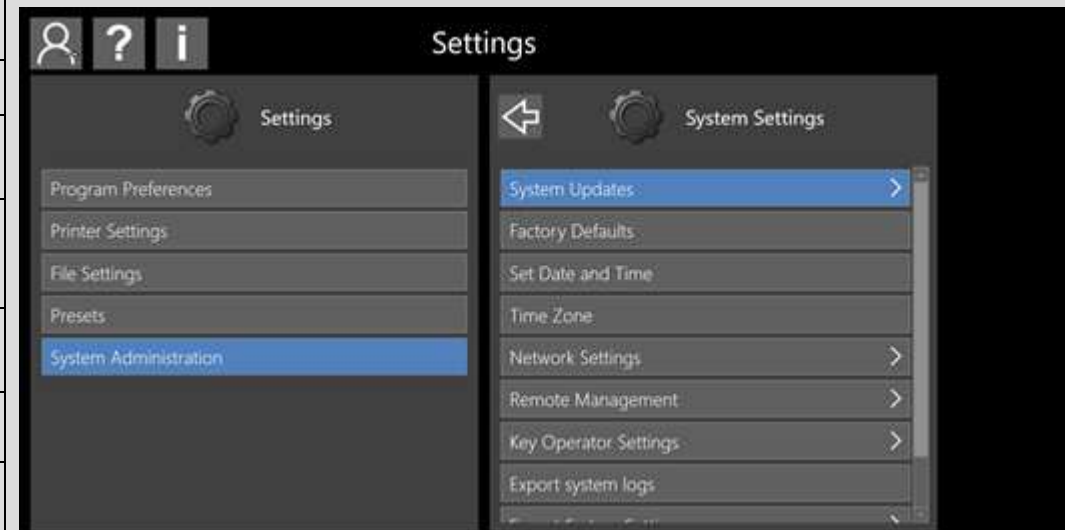 ? i Settings
Settings
Program Preferences
Printer Settings
File Settings
Presets
System Administration
System Settings
System Updates
Factory Defaults
Set Date and Time
Time Zone
Network Settings
Remote Management
Key Operator Settings
Export system logs